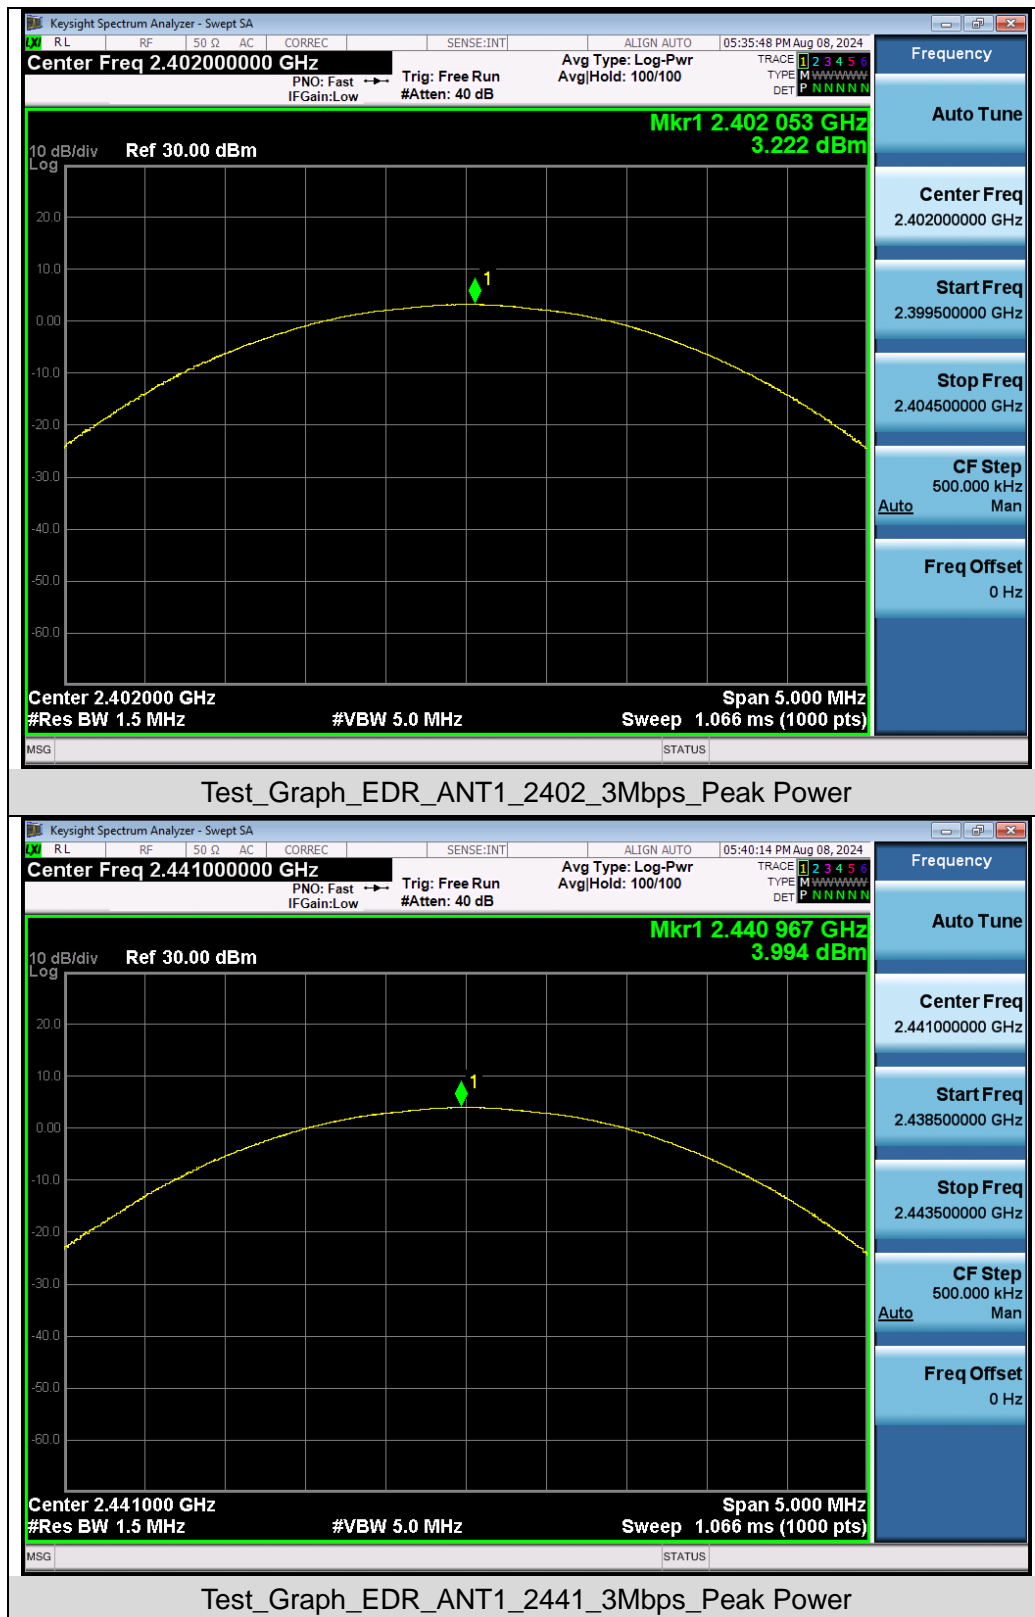 Keysight Spectrum Analyzer - Swept SA
LXI RL RF 50 Ω AC CORREC SENSE:INT ALIGN AUTO 05:35:48 PM Aug 08, 2024
Center Freq 2.402000000 GHz
PNO: Fast
IFGain:Low
Trig: Free Run
#Atten: 40 dB
Avg Type: Log-Pwr
Avg|Hold: 100/100
TRACE 1 2 3 4 5 6
TYPE M WWWWW
DET P N N N N N
Mkr1 2.402 053 GHz
3.222 dBm
10 dB/div Ref 30.00 dBm
Log
20.0
10.0
1
0.00
-10.0
-20.0
-30.0
-40.0
-50.0
-60.0
Center 2.402000 GHz Span 5.000 MHz
#Res BW 1.5 MHz #VBW 5.0 MHz Sweep 1.066 ms (1000 pts)
MSG STATUS
Frequency
Auto Tune
Center Freq
2.402000000 GHz
Start Freq
2.399500000 GHz
Stop Freq
2.404500000 GHz
CF Step
500.000 kHz
Auto Man
Freq Offset
0 Hz
Test_Graph_EDR_ANT1_2402_3Mbps_Peak Power
Keysight Spectrum Analyzer - Swept SA
LXI RL RF 50 Ω AC CORREC SENSE:INT ALIGN AUTO 05:40:14 PM Aug 08, 2024
Center Freq 2.441000000 GHz
PNO: Fast
IFGain:Low
Trig: Free Run
#Atten: 40 dB
Avg Type: Log-Pwr
Avg|Hold: 100/100
TRACE 1 2 3 4 5 6
TYPE M WWWWW
DET P N N N N N
Mkr1 2.440 967 GHz
3.994 dBm
10 dB/div Ref 30.00 dBm
Log
20.0
10.0
1
0.00
-10.0
-20.0
-30.0
-40.0
-50.0
-60.0
Center 2.441000 GHz Span 5.000 MHz
#Res BW 1.5 MHz #VBW 5.0 MHz Sweep 1.066 ms (1000 pts)
MSG STATUS
Frequency
Auto Tune
Center Freq
2.441000000 GHz
Start Freq
2.438500000 GHz
Stop Freq
2.443500000 GHz
CF Step
500.000 kHz
Auto Man
Freq Offset
0 Hz
Test_Graph_EDR_ANT1_2441_3Mbps_Peak Power